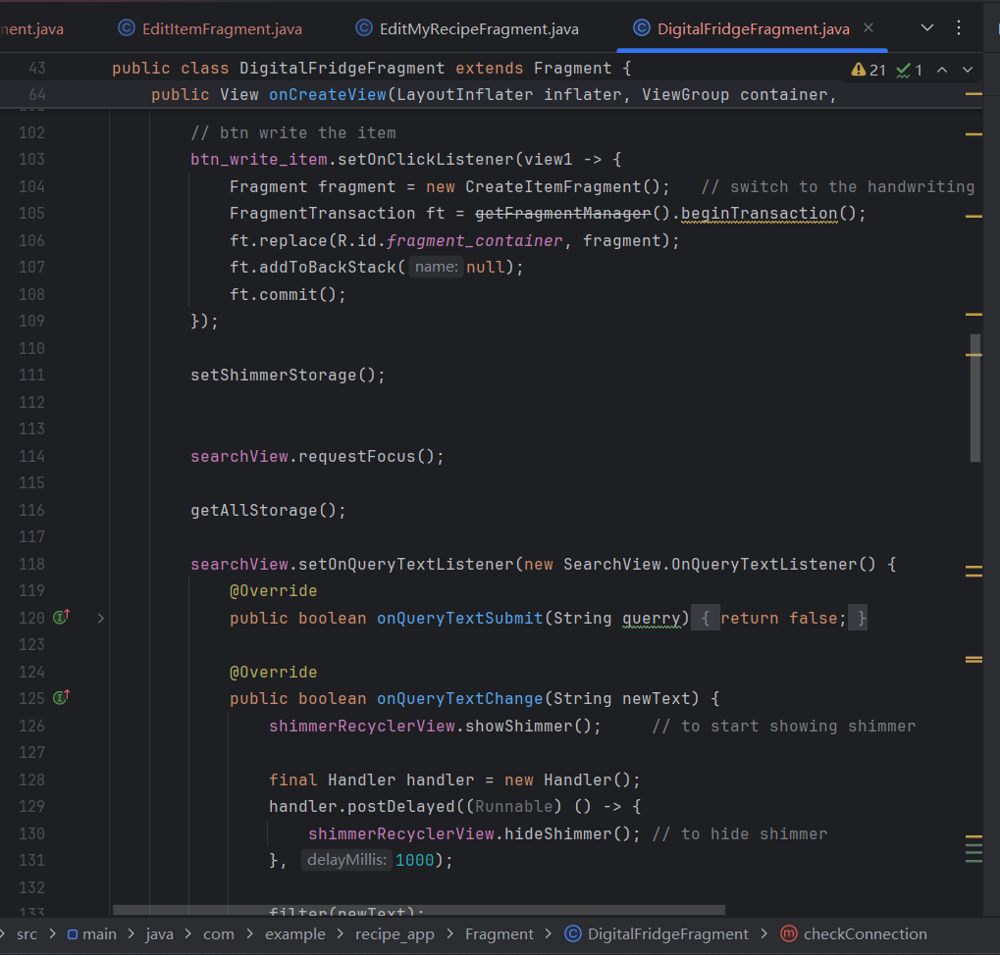 ment.java EditItemFragment.java EditMyRecipeFragment.java DigitalFridgeFragment.java
43 public class DigitalFridgeFragment extends Fragment { 21 1
64 public View onCreateView(LayoutInflater inflater, ViewGroup container,
102 // btn write the item
103 btn_write_item.setOnClickListener(view1 -> {
104 Fragment fragment = new CreateItemFragment(); // switch to the handwriting
105 FragmentTransaction ft = getFragmentManager().beginTransaction();
106 ft.replace(R.id.fragment_container, fragment);
107 ft.addToBackStack( name: null);
108 ft.commit();
109 });
110
111 setShimmerStorage();
112
113
114 searchView.requestFocus();
115
116 getAllStorage();
117
118 searchView.setOnQueryTextListener(new SearchView.OnQueryTextListener() {
119 @Override
120 public boolean onQueryTextSubmit(String querry) { return false; }
123
124 @Override
125 public boolean onQueryTextChange(String newText) {
126 shimmerRecyclerView.showShimmer(); // to start showing shimmer
127
128 final Handler handler = new Handler();
129 handler.postDelayed((Runnable) () -> {
130 shimmerRecyclerView.hideShimmer(); // to hide shimmer
131 }, delayMillis: 1000);
132
133 filter(newText);
src > main > java > com > example > recipe_app > Fragment > DigitalFridgeFragment > checkConnection